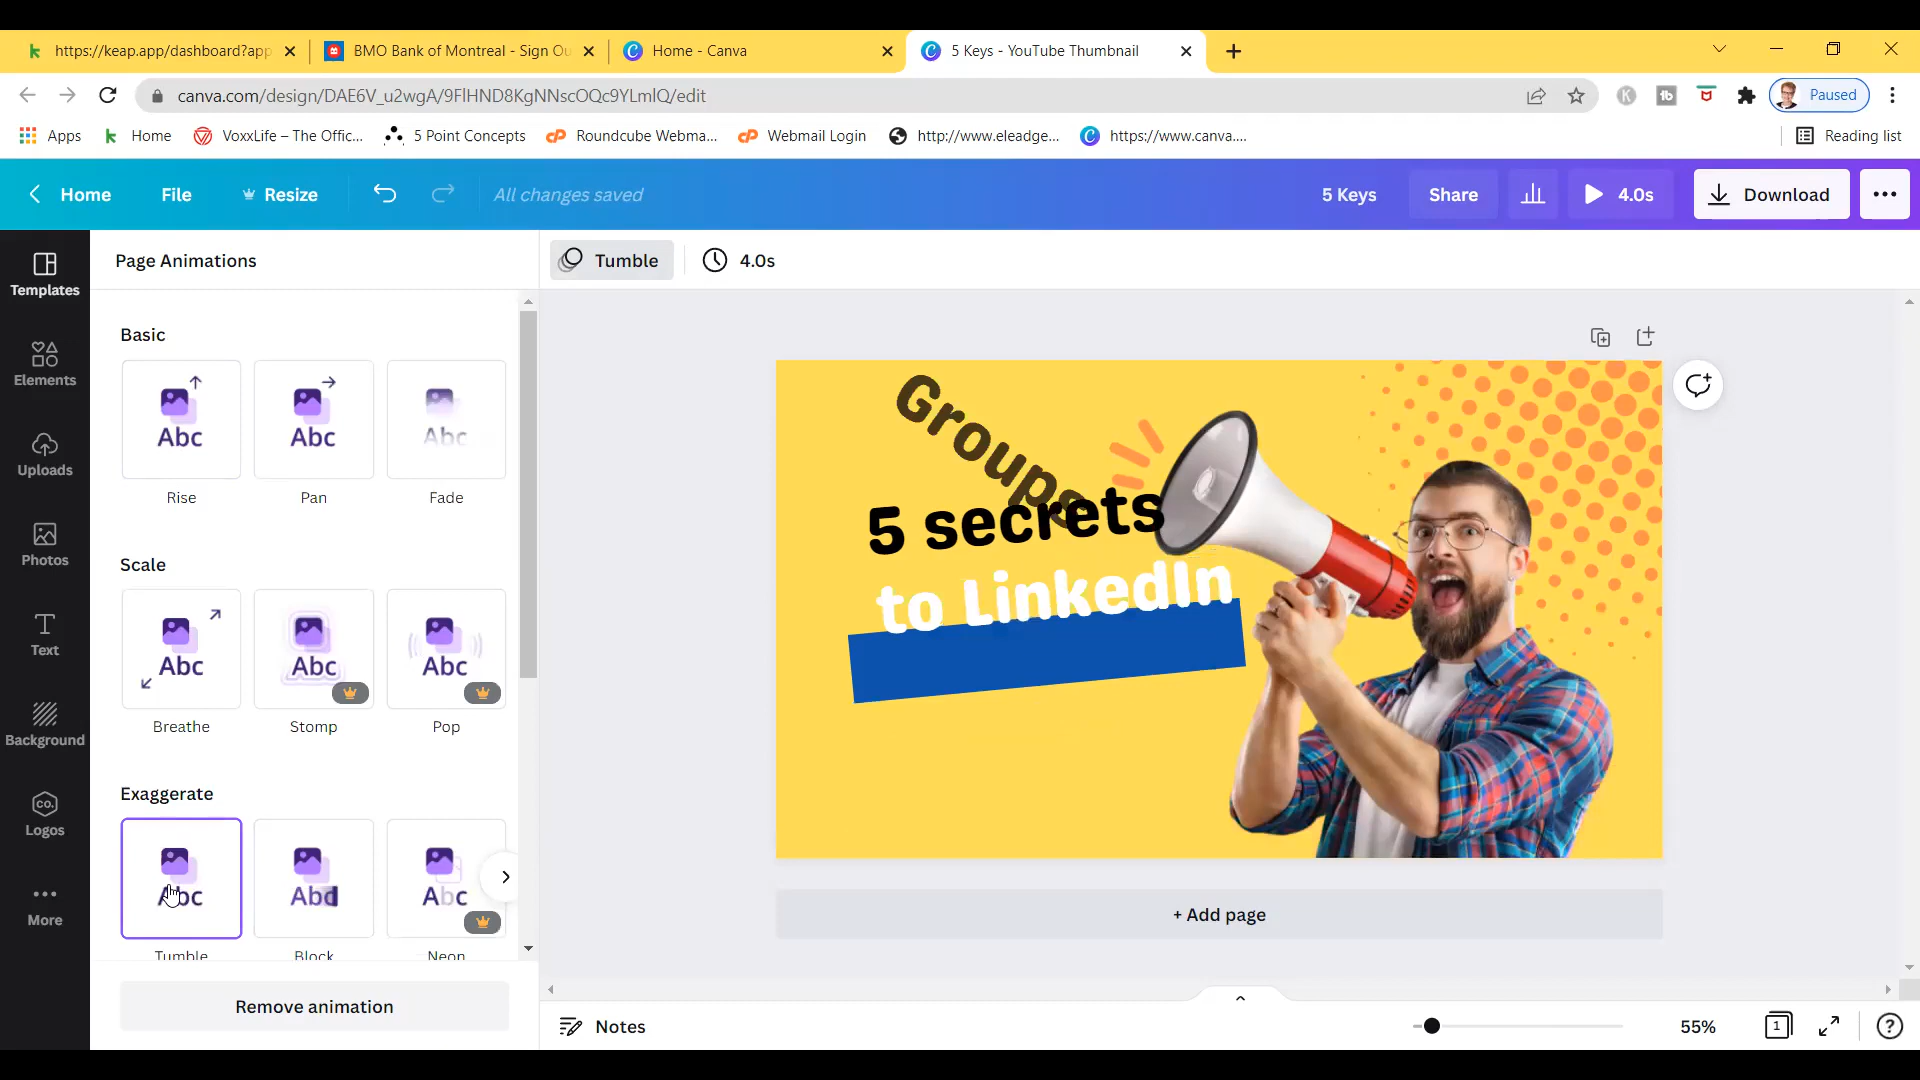 https://keap.app/dashboard?app
BMO Bank of Montreal - Sign Ou
Home - Canva
5 Keys - YouTube Thumbnail
canva.com/design/DAE6V_u2wgA/9FlHND8KgNNscOQc9YLmlQ/edit
Paused
Apps
Home
VoxxLife – The Offic...
5 Point Concepts
Roundcube Webma...
Webmail Login
http://www.eleadge...
https://www.canva....
Reading list
Home
File
Resize
All changes saved
5 Keys
Share
4.0s
Download
Templates
Elements
Uploads
Photos
Text
Background
CO.
Logos
More
Page Animations
Tumble
4.0s
Basic
Abc
Abc
Abc
Rise
Pan
Fade
Scale
Abc
Abc
Abc
Breathe
Stomp
Pop
Exaggerate
Abc
Abd
Abc
Tumble
Block
Neon
Remove animation
Groups
5 secrets
to LinkedIn
+ Add page
Notes
55%
1